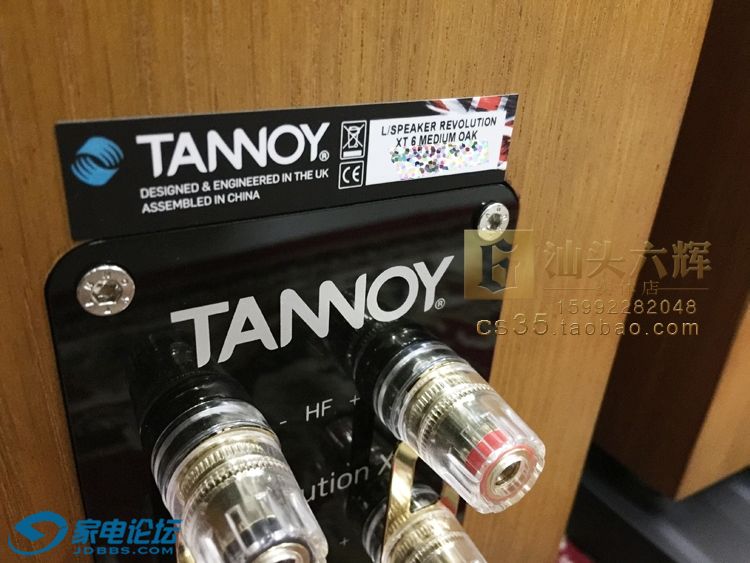 TANNOY®
DESIGNED & ENGINEERED IN THE UK
ASSEMBLED IN CHINA
CE
L/SPEAKER REVOLUTION
XT 6 MEDIUM OAK
TANNOY®
- HF +
ution X
+
汕头六辉
店
15992282048
cs35.taobao.com
家电论坛
JDBBS.COM